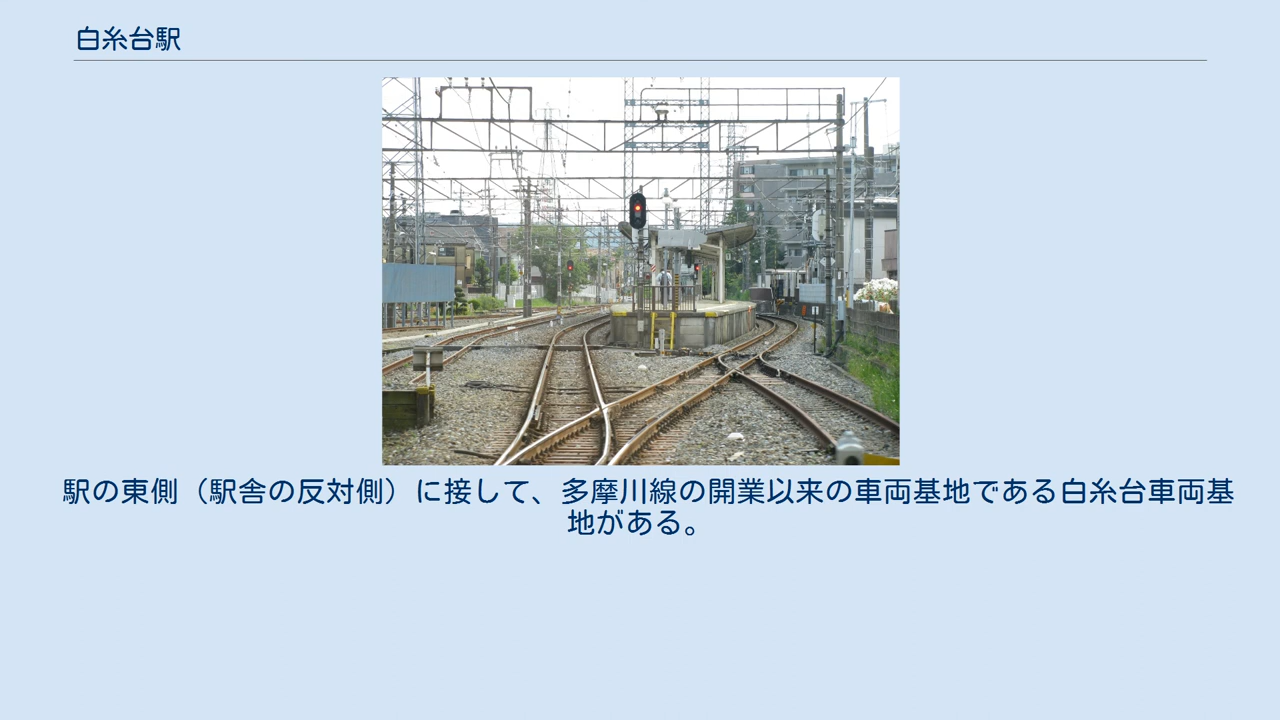 白糸台駅
駅の東側（駅舎の反対側）に接して、多摩川線の開業以来の車両基地である白糸台車両基
地がある。